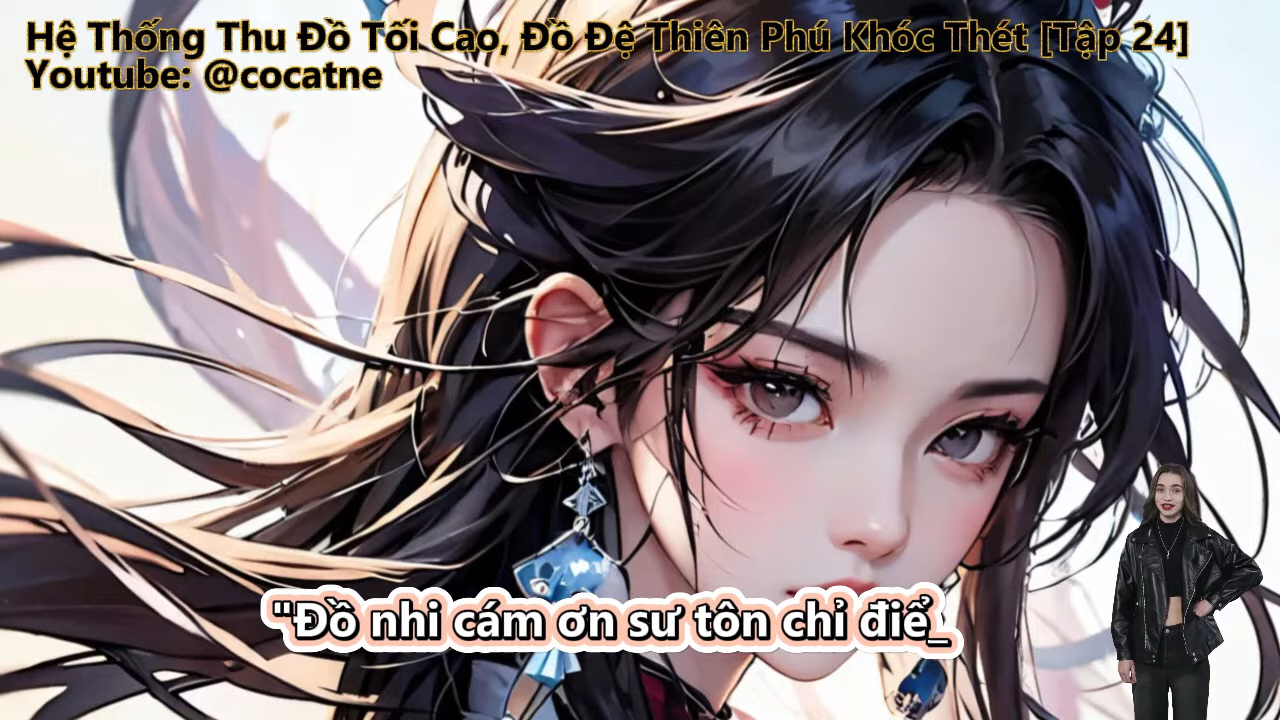 Hệ Thống Thu Đồ Tối Cao, Đồ Đệ Thiên Phú Khóc Thét [Tập 24]
Youtube: @cocatne
"Đồ nhi cám ơn sư tôn chỉ điể_